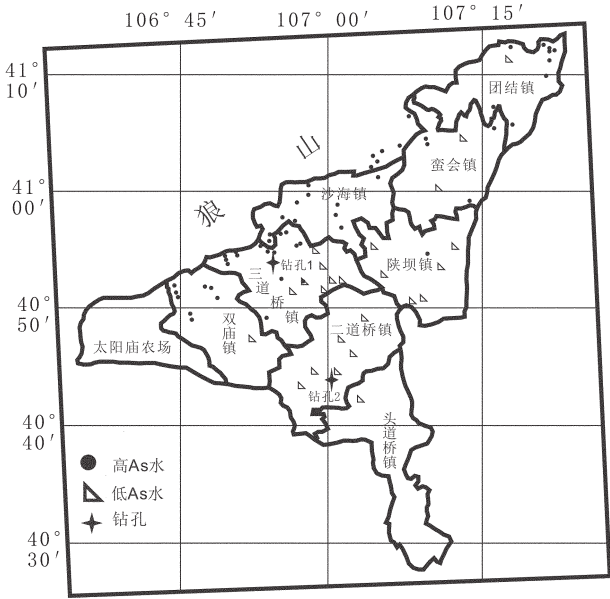 106° 45′ 107° 00′ 107° 15′
41°
10′
团结镇
山
蛮会镇
41°
00′
沙海镇
狼
陕坝镇
钻孔1
三道桥镇
40°
50′
双庙镇
二道桥镇
太阳庙农场
钻孔2
40°
40′
头道桥镇
高As水
低As水
钻孔
40°
30′